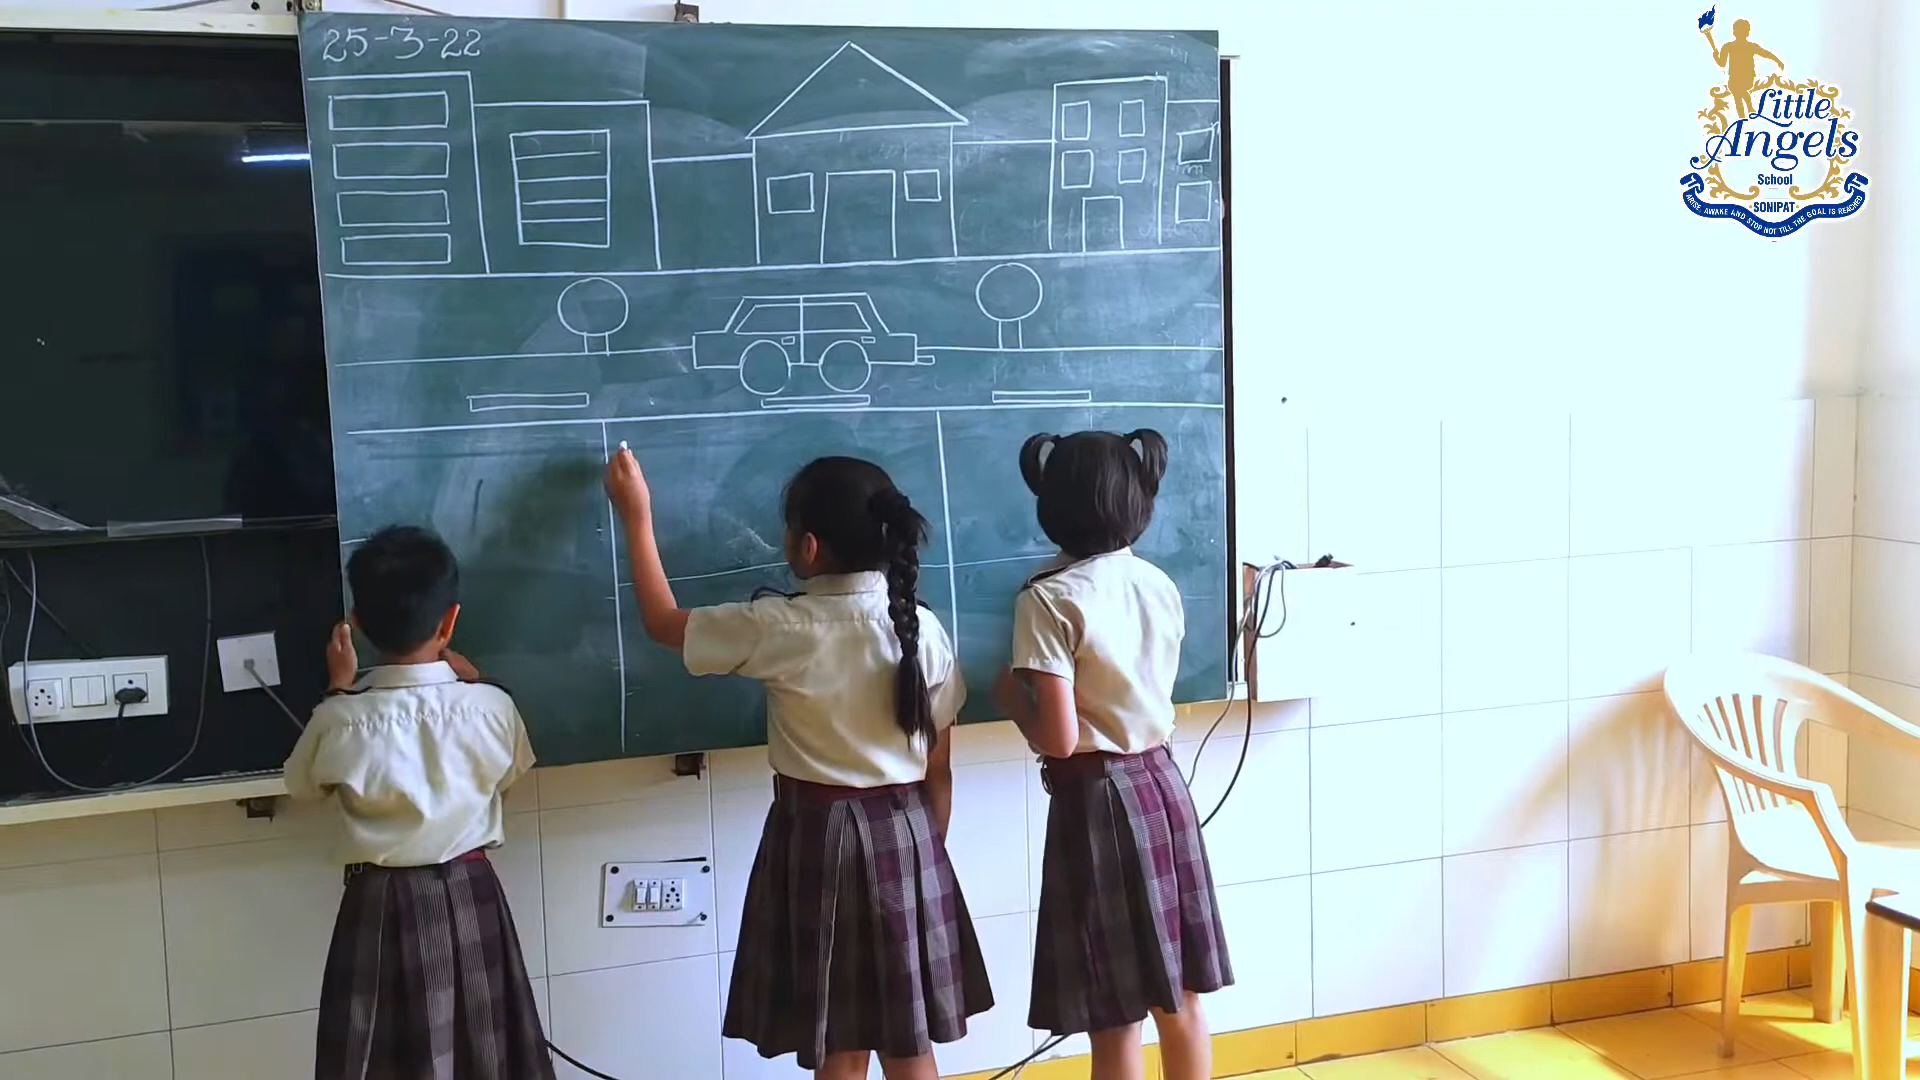 25-3-22
Little
Angels
School
SONIPAT
ARISE, AWAKE AND STOP NOT TILL THE GOAL IS REACHED